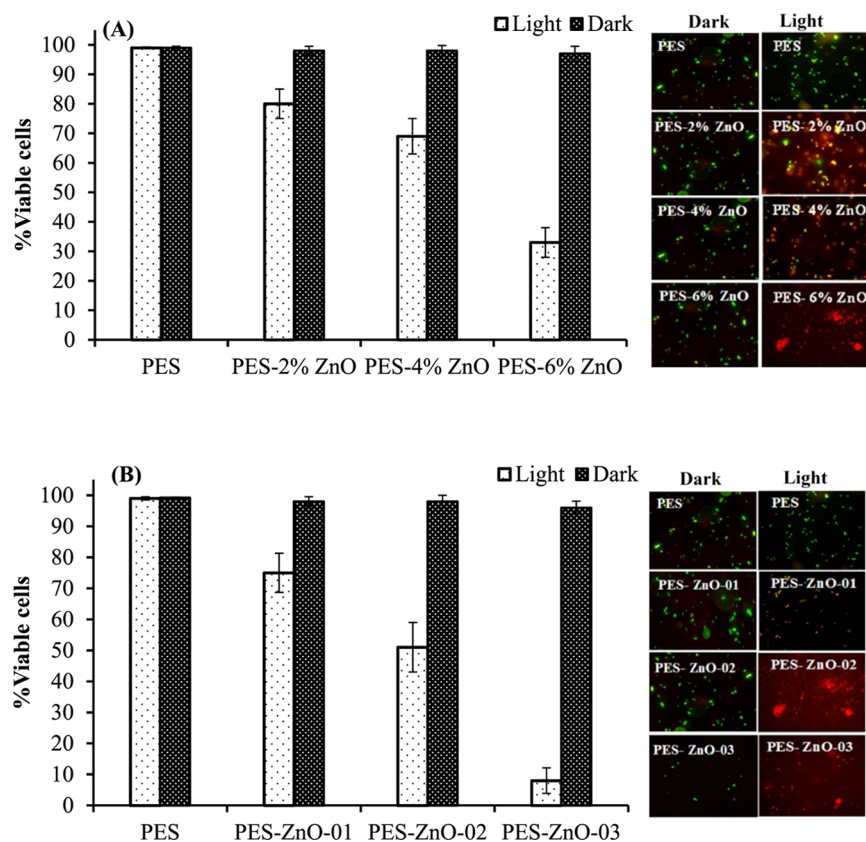 (A)
Light Dark
100
90
80
70
60
50
40
30
20
10
0
%Viable cells
PES PES-2% ZnO PES-4% ZnO PES-6% ZnO
Dark Light
PES PES
PES-2% ZnO PES- 2% ZnO
PES-4% ZnO PES- 4% ZnO
PES-6% ZnO PES- 6% ZnO
(B)
Light Dark
100
90
80
70
60
50
40
30
20
10
0
%Viable cells
PES PES-ZnO-01 PES-ZnO-02 PES-ZnO-03
Dark Light
PES PES
PES- ZnO-01 PES- ZnO-01
PES- ZnO-02 PES- ZnO-02
PES- ZnO-03 PES- ZnO-03